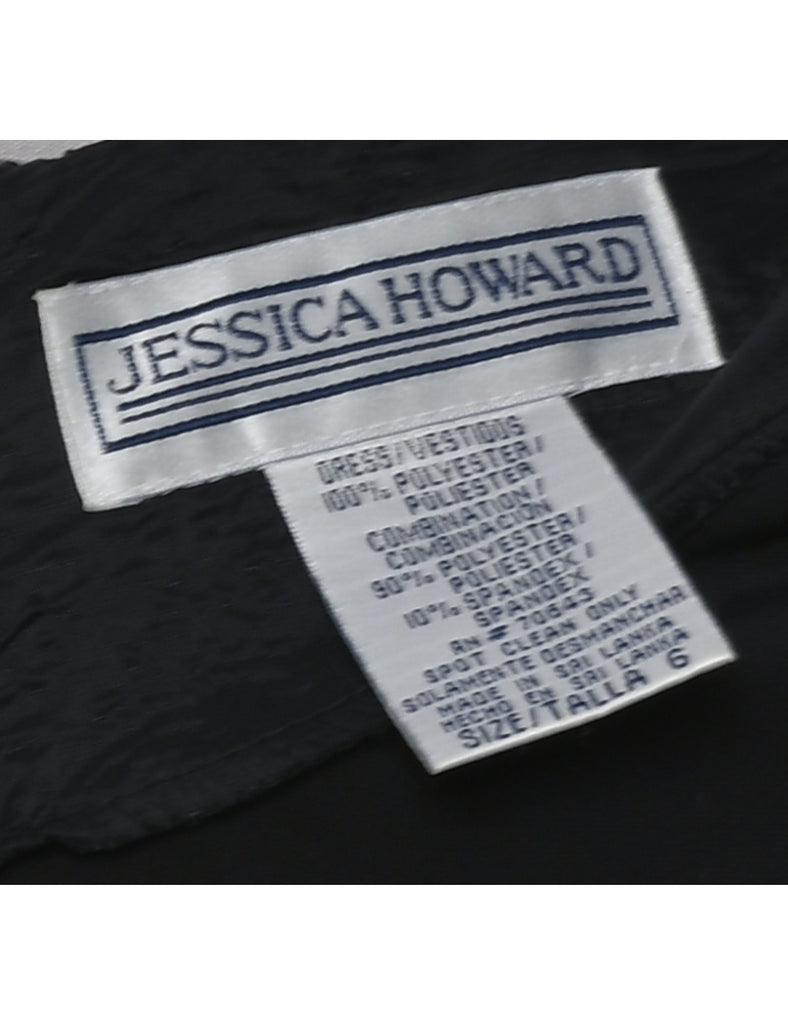 JESSICA HOWARD
DRESS/VESTIDOS
100% POLYESTER/
POLIESTER
COMBINATION/
COMBINACION
90% POLYESTER/
POLIESTER
10% SPANDEX/
SPANDEX
RN # 70643
SPOT CLEAN ONLY
SOLAMENTE DESMANCHAR
MADE IN SRI LANKA
HECHO EN SRI LANKA
SIZE/TALLA 6